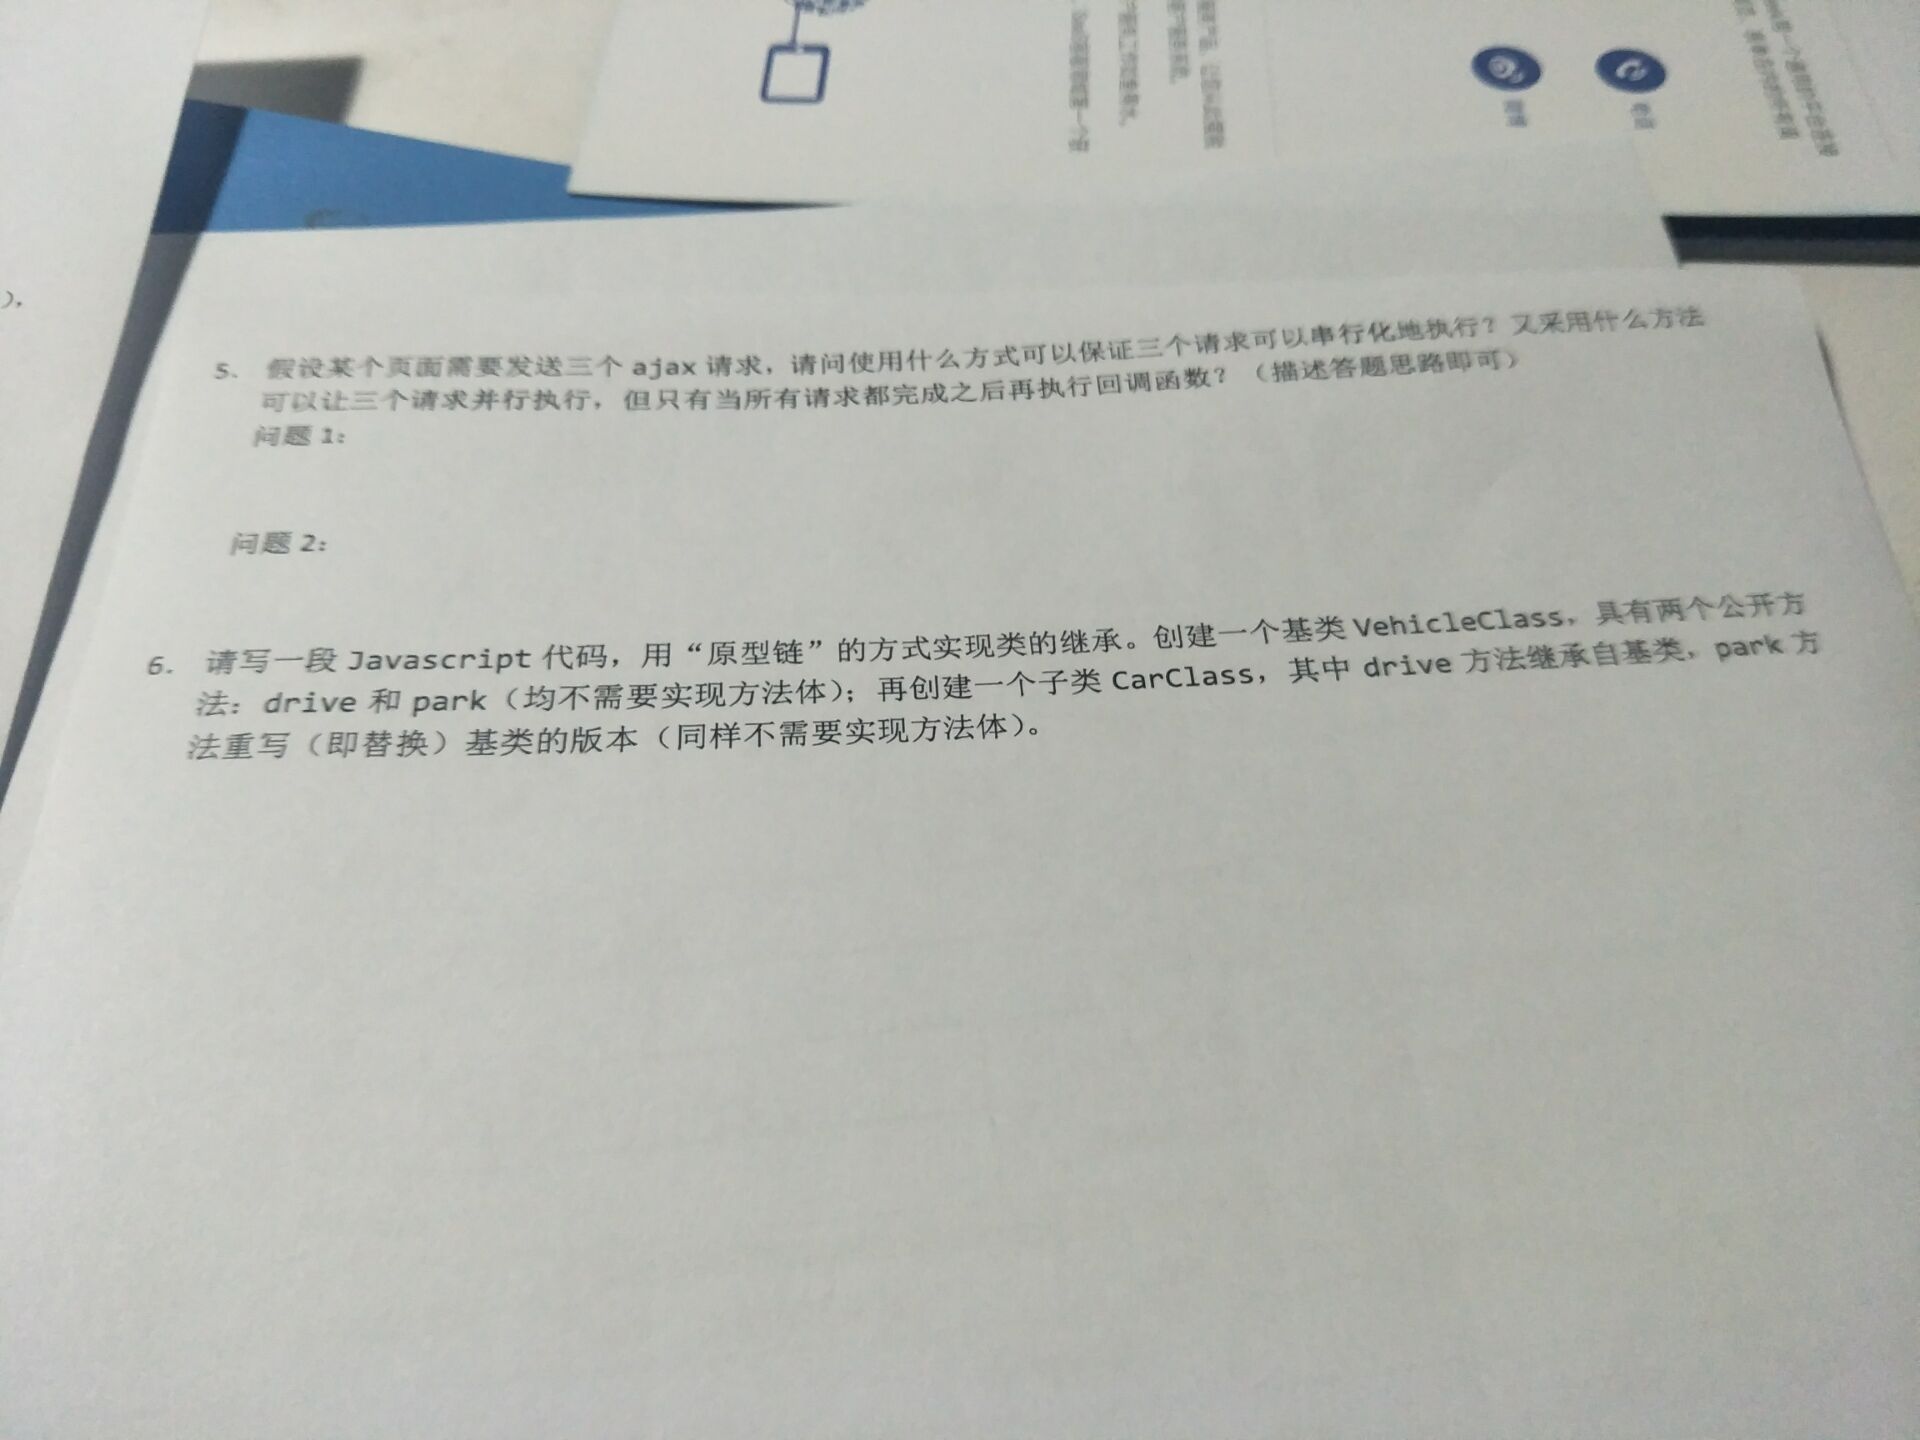 ).
5. 假设某个页面需要发送三个 ajax 请求，请问使用什么方式可以保证三个请求可以串行化地执行？又采用什么方法
可以让三个请求并行执行，但只有当所有请求都完成之后再执行回调函数？（描述答题思路即可）
问题 1：
问题 2：
6. 请写一段 Javascript 代码，用“原型链”的方式实现类的继承。创建一个基类 VehicleClass，具有两个公开方
法：drive 和 park（均不需要实现方法体）；再创建一个子类 CarClass，其中 drive 方法继承自基类，park 方
法重写（即替换）基类的版本（同样不需要实现方法体）。